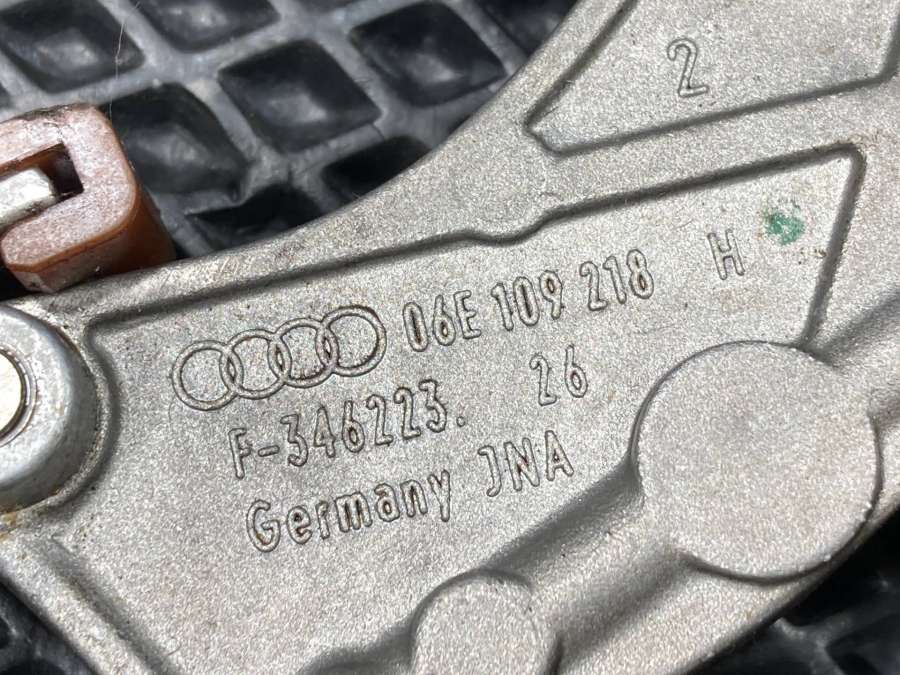 2
06E 109 218 H
F-346223. 26
Germany JNA